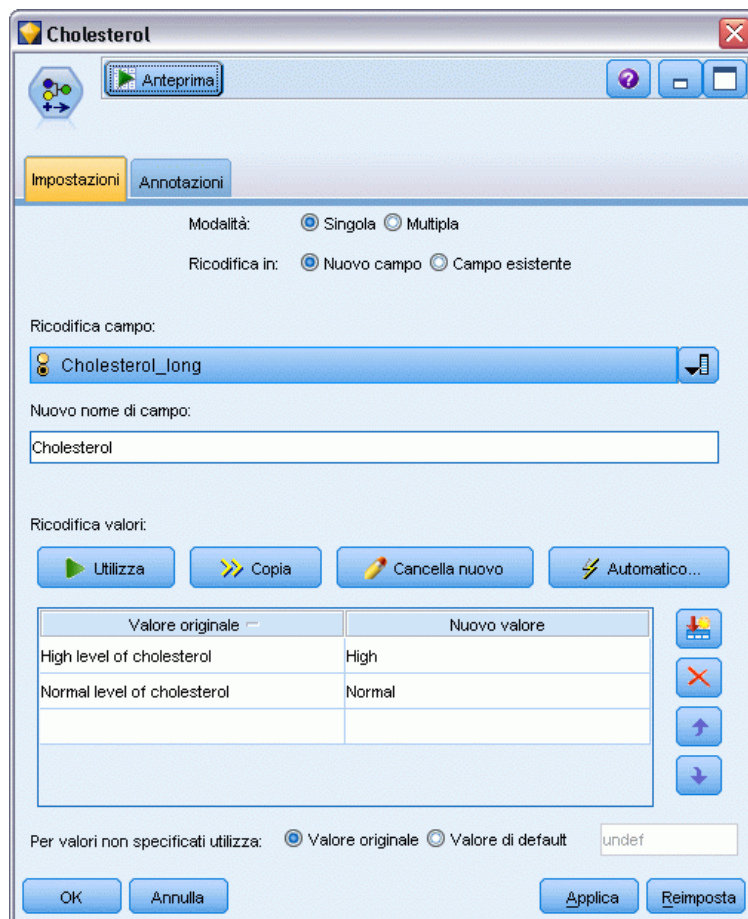 Cholesterol
Anteprima
Impostazioni Annotazioni
Modalità: Singola Multipla
Ricodifica in: Nuovo campo Campo esistente
Ricodifica campo:
Cholesterol_long
Nuovo nome di campo:
Cholesterol
Ricodifica valori:
Utilizza Copia Cancella nuovo Automatico...
Valore originale Nuovo valore
High level of cholesterol High
Normal level of cholesterol Normal
Per valori non specificati utilizza: Valore originale Valore di default undef
OK Annulla Applica Reimposta